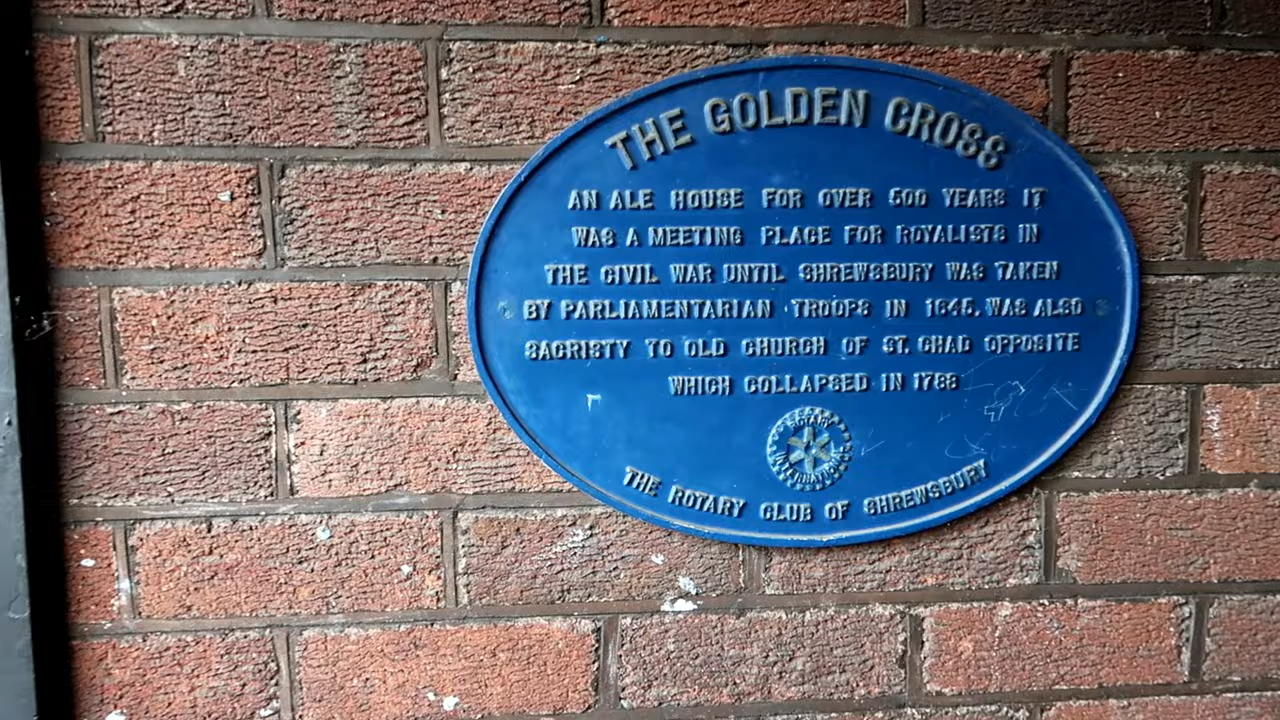 THE GOLDEN CROSS
AN ALE HOUSE FOR OVER 500 YEARS IT
WAS A MEETING PLACE FOR ROYALISTS IN
THE CIVIL WAR UNTIL SHREWSBURY WAS TAKEN
BY PARLIAMENTARIAN TROOPS IN 1645. WAS ALSO
SACRISTY TO OLD CHURCH OF ST. CHAD OPPOSITE
WHICH COLLAPSED IN 1788
ROTARY
INTERNATIONAL
THE ROTARY CLUB OF SHREWSBURY